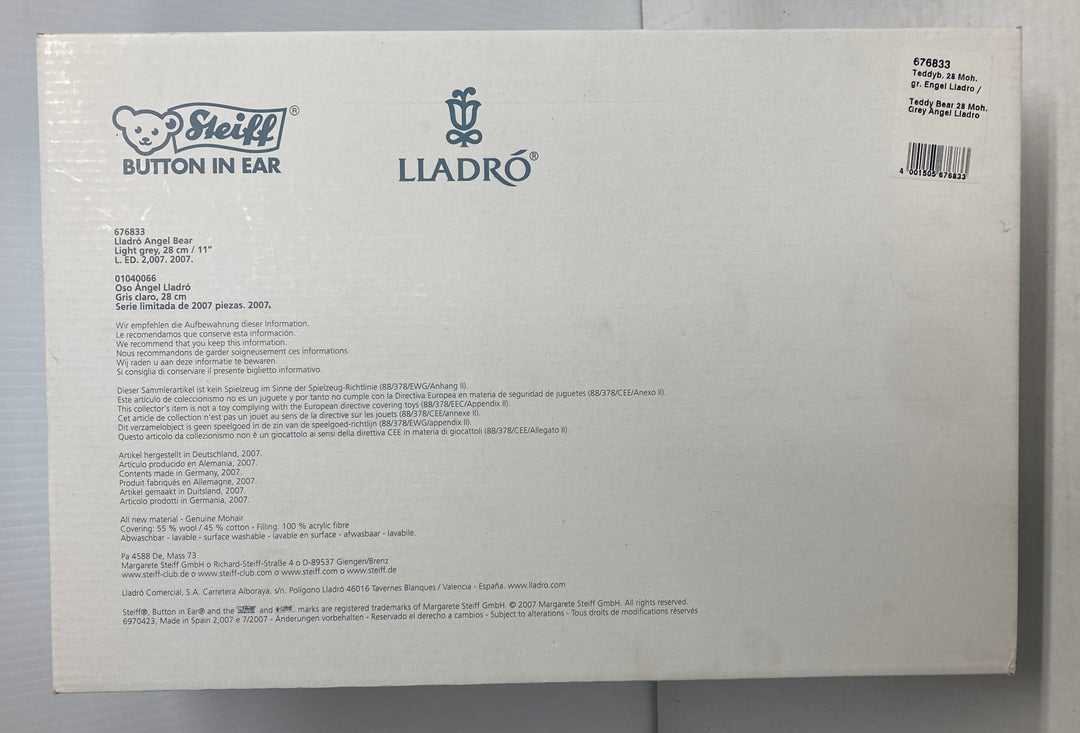 Steiff®
BUTTON IN EAR
LLADRÓ®
676833
Teddyb. 28 Moh.
gr. Engel Lladro /
Teddy Bear 28 Moh.
Grey Angel Lladro
4 001505 676833
676833
Lladró Angel Bear
Light grey, 28 cm / 11"
L. ED. 2,007. 2007.
01040066
Oso Ángel Lladró
Gris claro, 28 cm
Serie limitada de 2007 piezas. 2007.
Wir empfehlen die Aufbewahrung dieser Information.
Le recomendamos que conserve esta información.
We recommend that you keep this information.
Nous recommandons de garder soigneusement ces informations.
Wij raden u aan deze informatie te bewaren.
Si consiglia di conservare il presente biglietto informativo.
Dieser Sammlerartikel ist kein Spielzeug im Sinne der Spielzeug-Richtlinie (88/378/EWG/Anhang II).
Este artículo de coleccionismo no es un juguete y por tanto no cumple con la Directiva Europea en materia de seguridad de juguetes (88/378/CEE/Anexo II).
This collector's item is not a toy complying with the European directive covering toys (88/378/EEC/Appendix II).
Cet article de collection n'est pas un jouet au sens de la directive sur les jouets (88/378/CEE/annexe II).
Dit verzamelobject is geen speelgoed in de zin van de speelgoed-richtlijn (88/378/EWG/appendix II).
Questo articolo da collezionismo non è un giocattolo ai sensi della direttiva CEE in materia di giocattoli (88/378/CEE/Allegato II).
Artikel hergestellt in Deutschland, 2007.
Artículo producido en Alemania, 2007.
Contents made in Germany, 2007.
Produit fabriqués en Allemagne, 2007.
Artikel gemaakt in Duitsland, 2007.
Articolo prodotti in Germania, 2007.
All new material - Genuine Mohair
Covering: 55 % wool / 45 % cotton - Filling: 100 % acrylic fibre
Abwaschbar - lavable - surface washable - lavable en surface - afwasbaar - lavabile.
Pa 4588 De, Mass 73
Margarete Steiff GmbH o Richard-Steiff-Straße 4 o D-89537 Giengen/Brenz
www.steiff-club.de o www.steiff-club.com o www.steiff.com o www.steiff.de
Lladró Comercial, S.A. Carretera Alboraya, s/n. Polígono Lladró 46016 Tavernes Blanques / Valencia - España. www.lladro.com
Steiff®, Button in Ear® and the Steiff and marks are registered trademarks of Margarete Steiff GmbH. © 2007 Margarete Steiff GmbH. All rights reserved.
6970423, Made in Spain 2,007 e 7/2007 - Änderungen vorbehalten - Reservado el derecho a cambios - Subject to alterations - Tous droits de modifications réservés